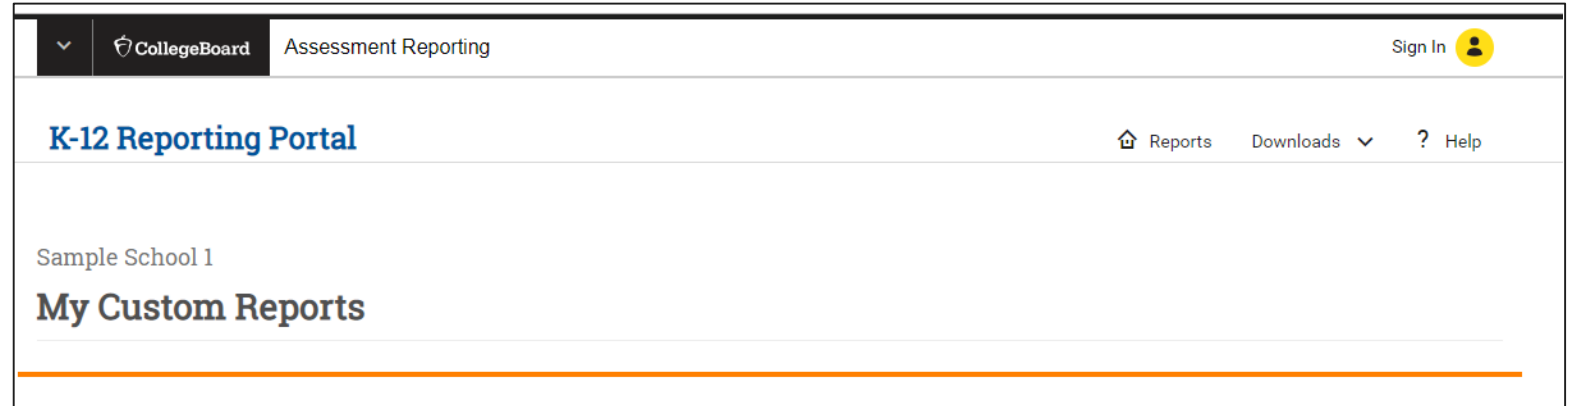 CollegeBoard Assessment Reporting Sign In
K-12 Reporting Portal Reports Downloads ? Help
Sample School 1
My Custom Reports